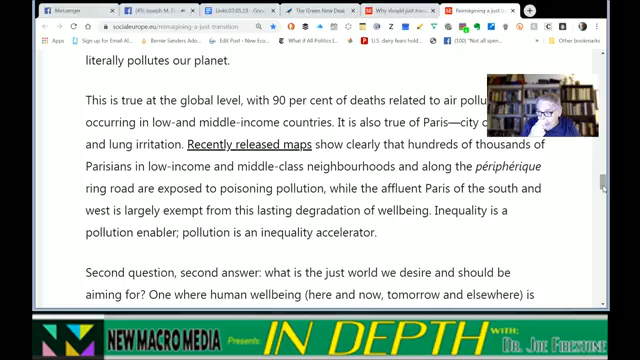 Metaenger
(45) Joseph M. F
Links/07.05.19
The Green New Dea
Why should just trans
Reimagining a just t
socialeurope.eu/reimagining-a-just-transition
Apps
Sign up for Email Al
Bernie Sanders Ado
What if All Politics I
U.S. dairy fears hold
(100) "Not all spen
Other bookmarks
literally pollutes our planet.
This is true at the global level, with 90 per cent of deaths related to air pollu
occurring in low-and middle-income countries. It is also true of Paris—city o
and lung irritation. Recently released maps show clearly that hundreds of thousands of
Parisians in low-income and middle-class neighbourhoods and along the périphérique
ring road are exposed to poisoning pollution, while the affluent Paris of the south and
west is largely exempt from this lasting degradation of wellbeing. Inequality is a
pollution enabler; pollution is an inequality accelerator.
Second question, second answer: what is the just world we desire and should be
aiming for? One where human wellbeing (here and now, tomorrow and elsewhere) is
NEW MACRO MEDIA Presents: IN DEPTH WITH: DR. JOE FIRESTONE